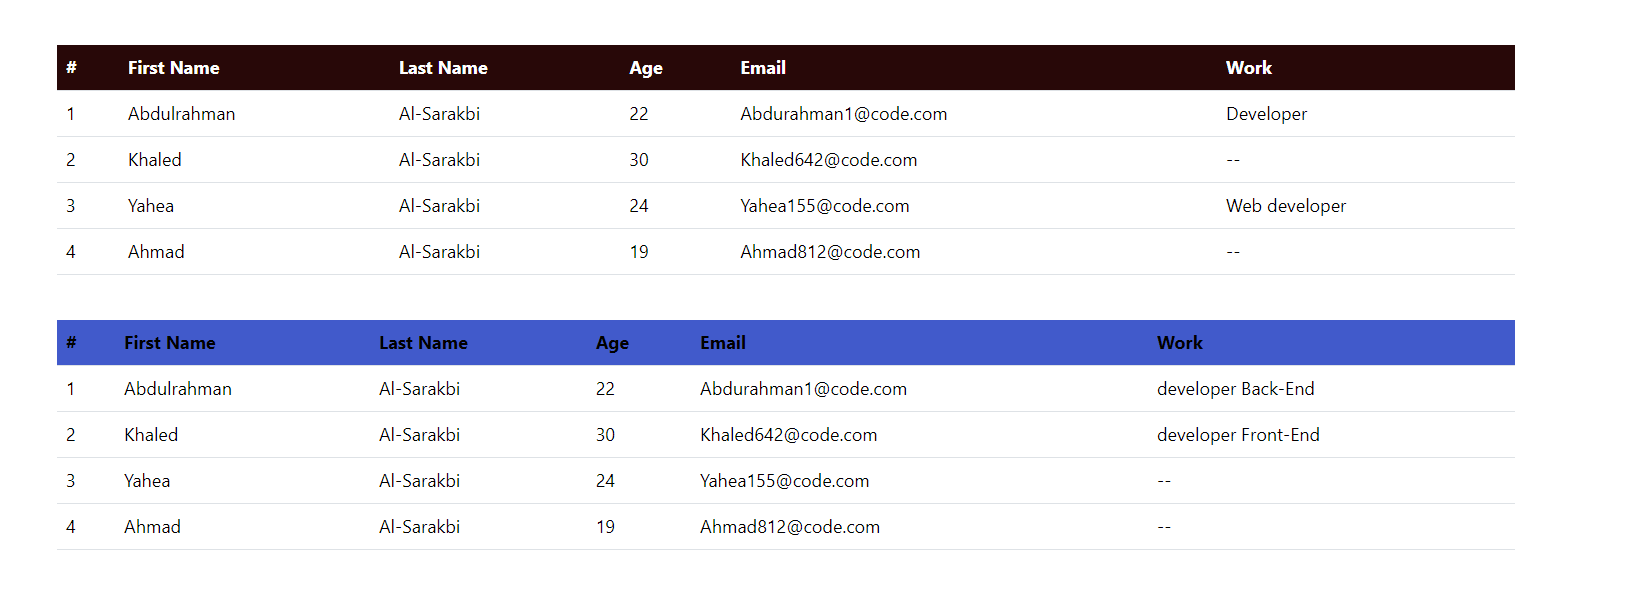 # First Name Last Name Age Email Work
1 Abdulrahman Al-Sarakbi 22 Abdurahman1@code.com Developer
2 Khaled Al-Sarakbi 30 Khaled642@code.com --
3 Yahea Al-Sarakbi 24 Yahea155@code.com Web developer
4 Ahmad Al-Sarakbi 19 Ahmad812@code.com --
# First Name Last Name Age Email Work
1 Abdulrahman Al-Sarakbi 22 Abdurahman1@code.com developer Back-End
2 Khaled Al-Sarakbi 30 Khaled642@code.com developer Front-End
3 Yahea Al-Sarakbi 24 Yahea155@code.com --
4 Ahmad Al-Sarakbi 19 Ahmad812@code.com --